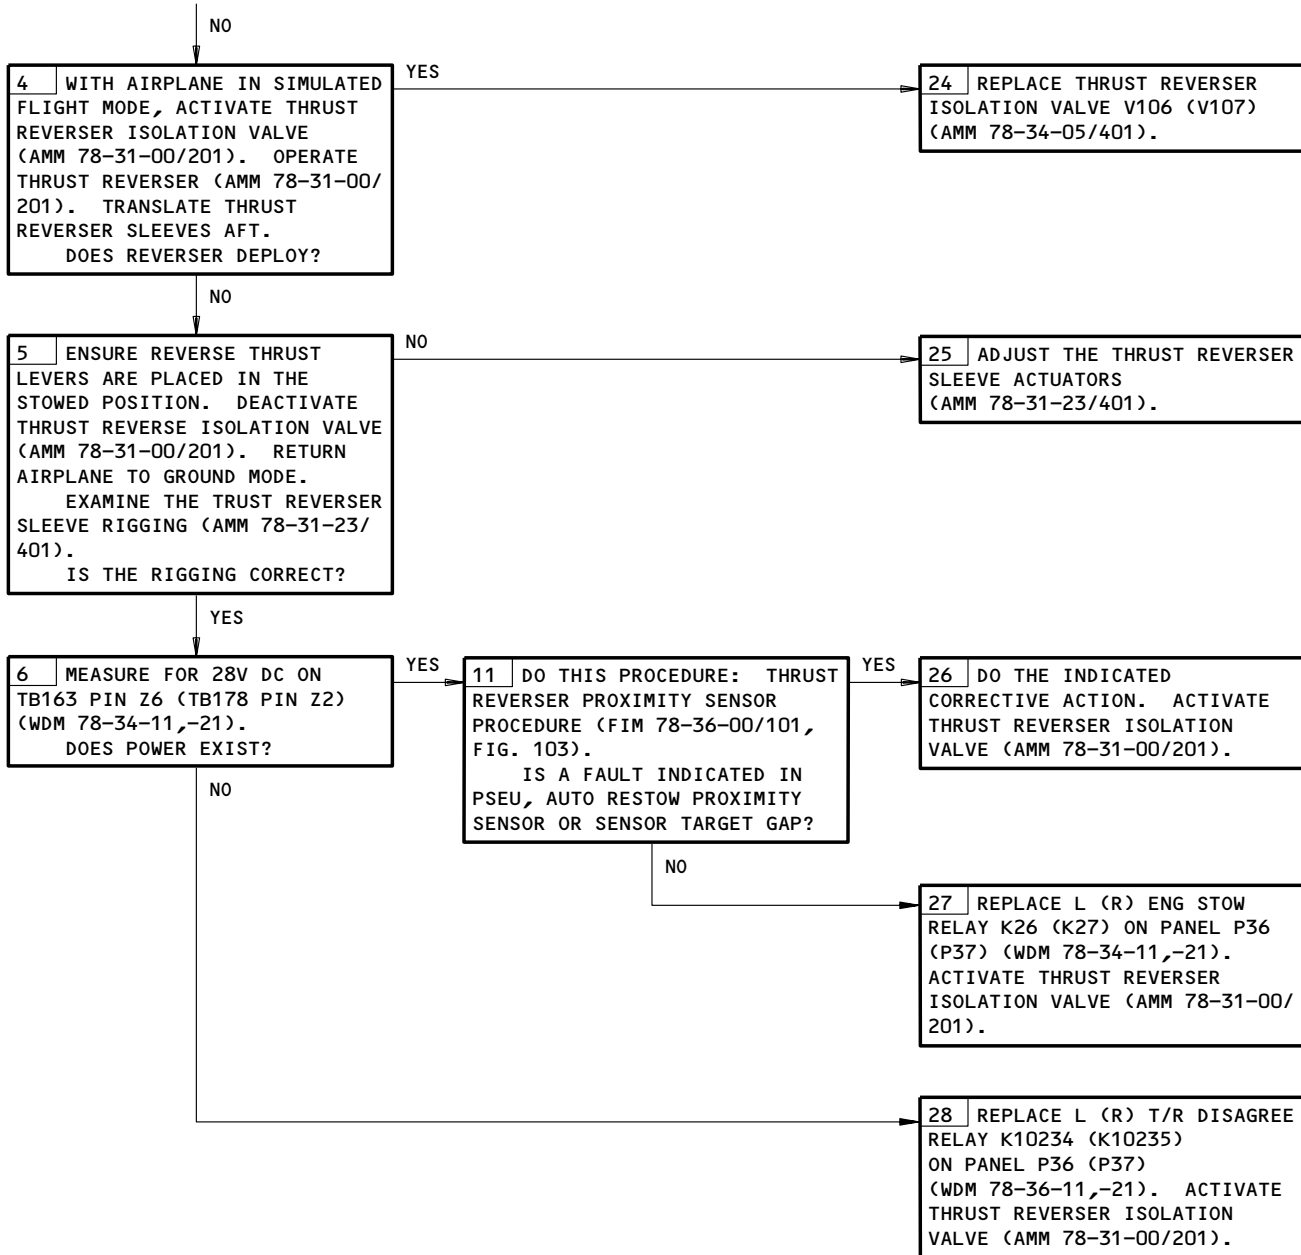 NO
4 WITH AIRPLANE IN SIMULATED
FLIGHT MODE, ACTIVATE THRUST
REVERSER ISOLATION VALVE
(AMM 78-31-00/201). OPERATE
THRUST REVERSER (AMM 78-31-00/
201). TRANSLATE THRUST
REVERSER SLEEVES AFT.
DOES REVERSER DEPLOY?
YES
24 REPLACE THRUST REVERSER
ISOLATION VALVE V106 (V107)
(AMM 78-34-05/401).
NO
5 ENSURE REVERSE THRUST
LEVERS ARE PLACED IN THE
STOWED POSITION. DEACTIVATE
THRUST REVERSE ISOLATION VALVE
(AMM 78-31-00/201). RETURN
AIRPLANE TO GROUND MODE.
EXAMINE THE TRUST REVERSER
SLEEVE RIGGING (AMM 78-31-23/
401).
IS THE RIGGING CORRECT?
NO
25 ADJUST THE THRUST REVERSER
SLEEVE ACTUATORS
(AMM 78-31-23/401).
YES
6 MEASURE FOR 28V DC ON
TB163 PIN Z6 (TB178 PIN Z2)
(WDM 78-34-11,-21).
DOES POWER EXIST?
YES
11 DO THIS PROCEDURE: THRUST
REVERSER PROXIMITY SENSOR
PROCEDURE (FIM 78-36-00/101,
FIG. 103).
IS A FAULT INDICATED IN
PSEU, AUTO RESTOW PROXIMITY
SENSOR OR SENSOR TARGET GAP?
YES
26 DO THE INDICATED
CORRECTIVE ACTION. ACTIVATE
THRUST REVERSER ISOLATION
VALVE (AMM 78-31-00/201).
NO
27 REPLACE L (R) ENG STOW
RELAY K26 (K27) ON PANEL P36
(P37) (WDM 78-34-11,-21).
ACTIVATE THRUST REVERSER
ISOLATION VALVE (AMM 78-31-00/
201).
NO
28 REPLACE L (R) T/R DISAGREE
RELAY K10234 (K10235)
ON PANEL P36 (P37)
(WDM 78-36-11,-21). ACTIVATE
THRUST REVERSER ISOLATION
VALVE (AMM 78-31-00/201).